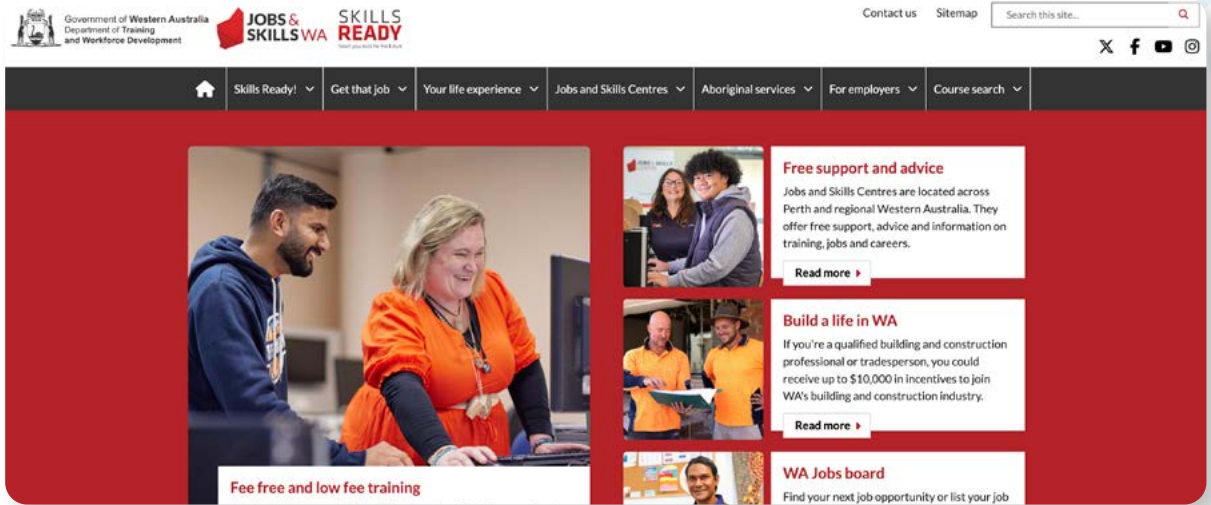 Government of Western Australia
Department of Training
and Workforce Development
JOBS &
SKILLS WA
SKILLS
READY
Contact us
Sitemap
Search this site...
Skills Ready!
Get that job
Your life experience
Jobs and Skills Centres
Aboriginal services
For employers
Course search
Fee free and low fee training
Free support and advice
Jobs and Skills Centres are located across
Perth and regional Western Australia. They
offer free support, advice and information on
training, jobs and careers.
Read more
Build a life in WA
If you're a qualified building and construction
professional or tradesperson, you could
receive up to $10,000 in incentives to join
WA's building and construction industry.
Read more
WA Jobs board
Find your next job opportunity or list your job